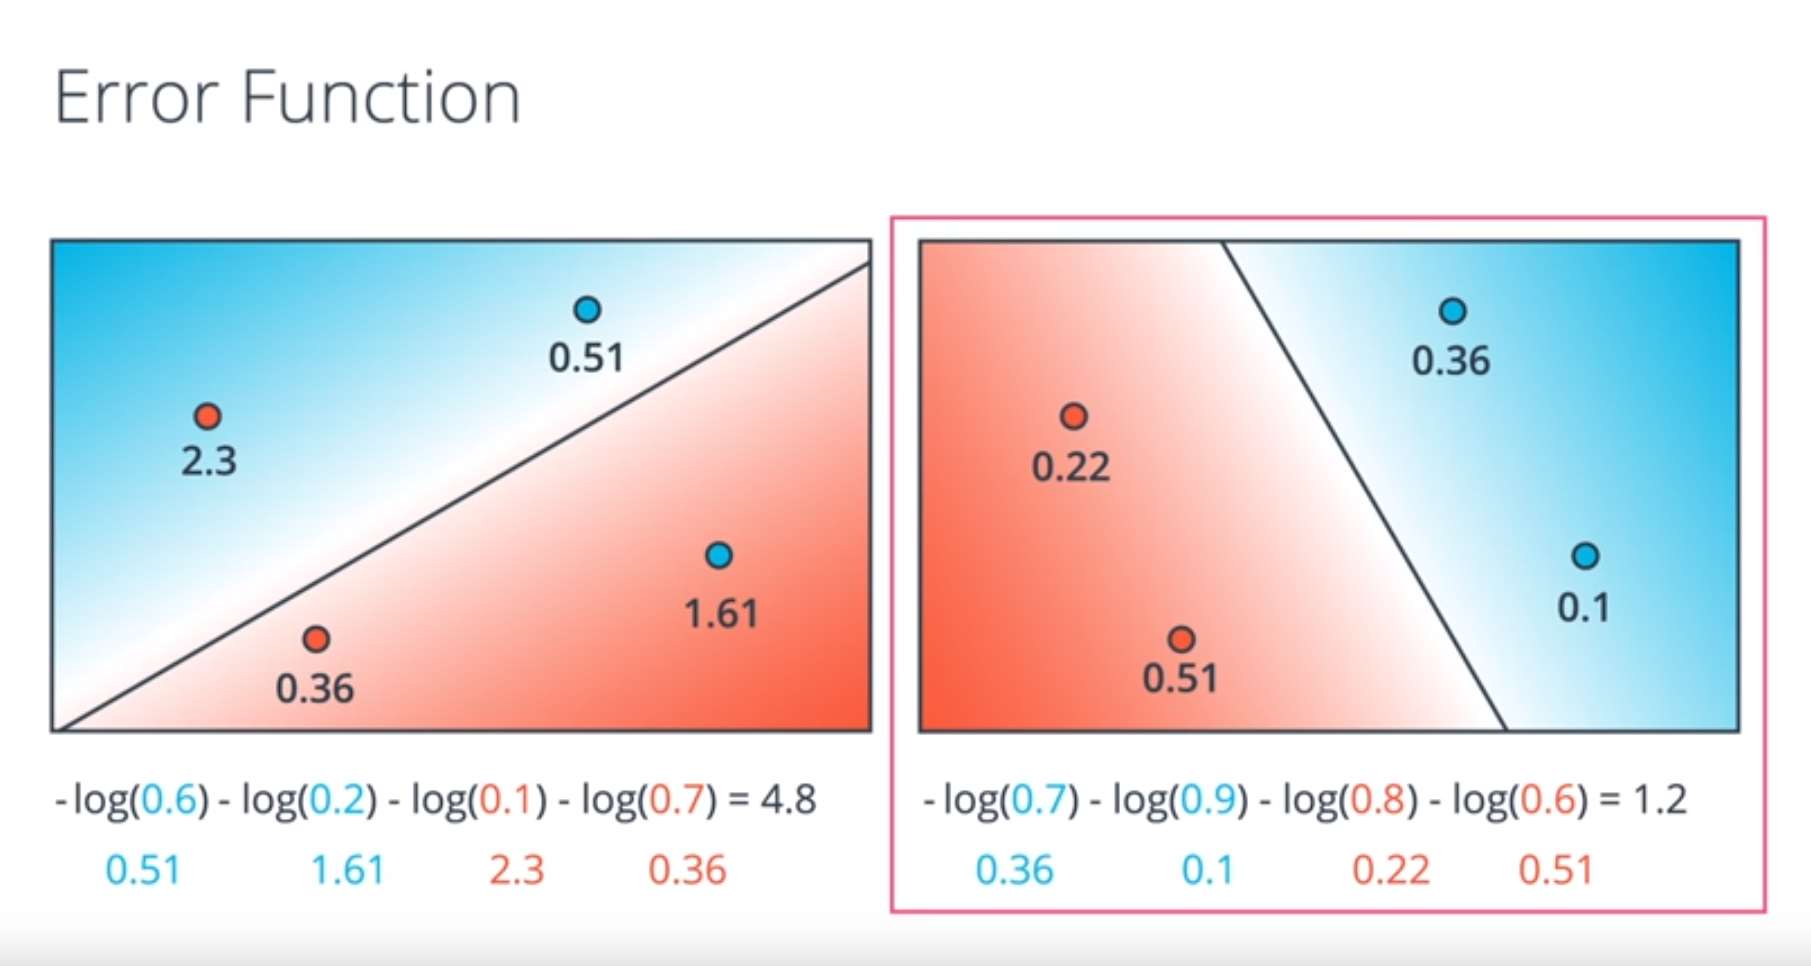 Error Function
0.51
2.3
1.61
0.36
-log(0.6) - log(0.2) - log(0.1) - log(0.7) = 4.8
0.51 1.61 2.3 0.36
0.36
0.22
0.1
0.51
-log(0.7) - log(0.9) - log(0.8) - log(0.6) = 1.2
0.36 0.1 0.22 0.51